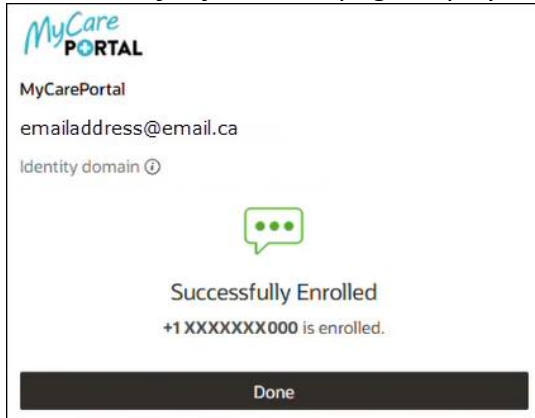 MyCare
PORTAL
MyCarePortal
emailaddress@email.ca
Identity domain
Successfully Enrolled
+1 XXXXXXX000 is enrolled.
Done